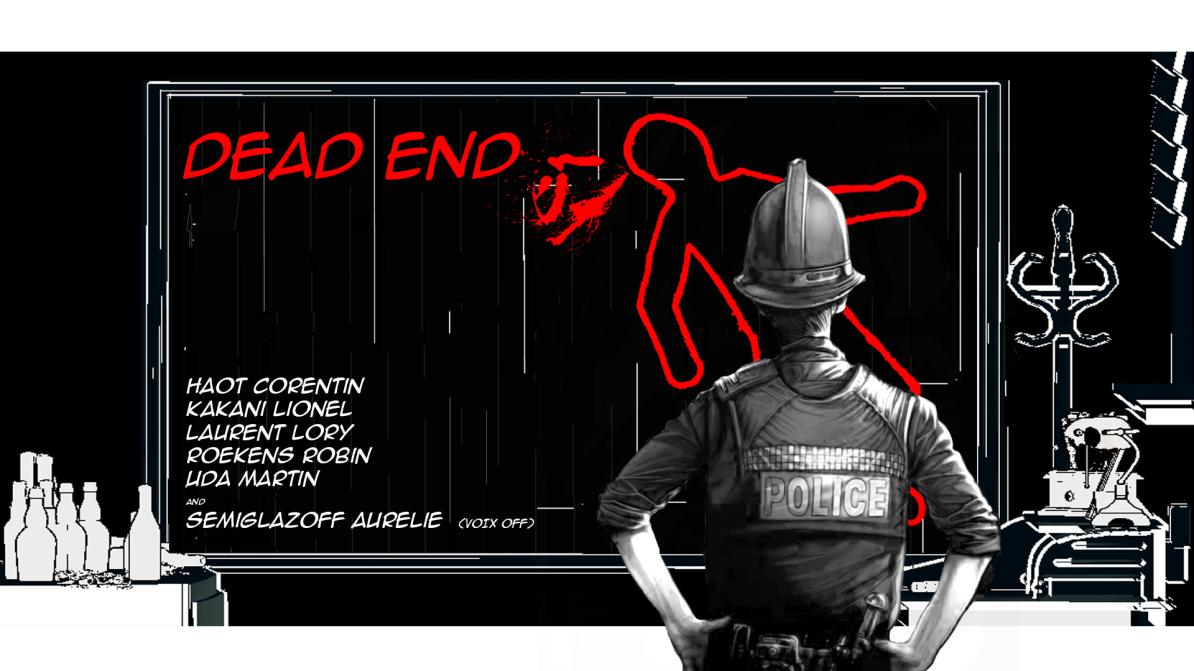 DEAD END
HAOT CORENTIN
KAKANI LIONEL
LAURENT LORY
ROEKENS ROBIN
UDA MARTIN
AND
SEMIGLAZOFF AURELIE (VOIX OFF)
POLICE